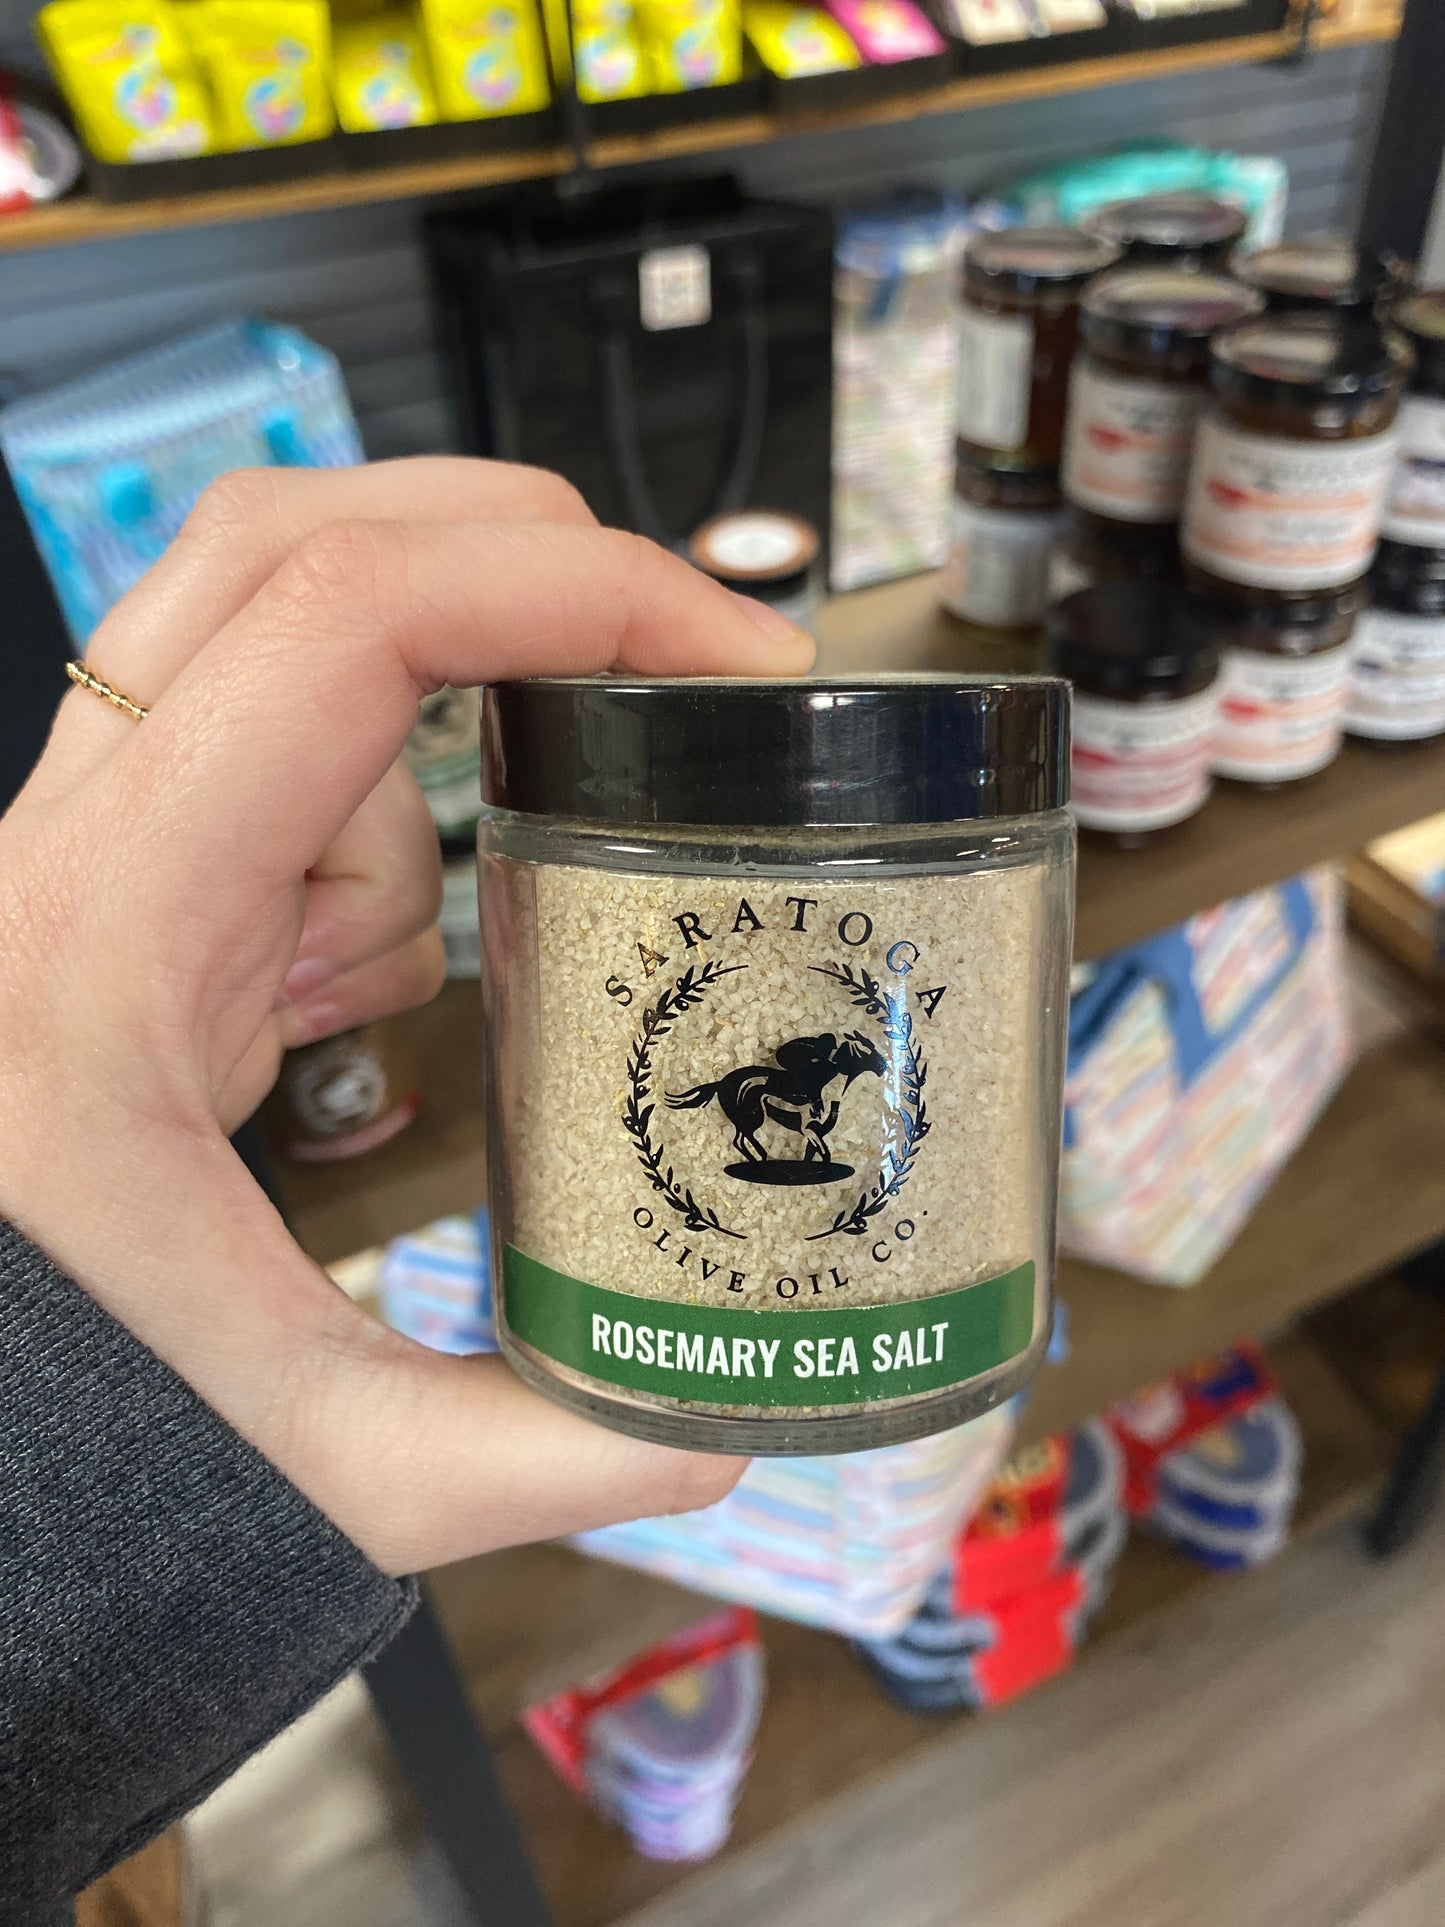 SARATOGA
OLIVE OIL CO.
ROSEMARY SEA SALT